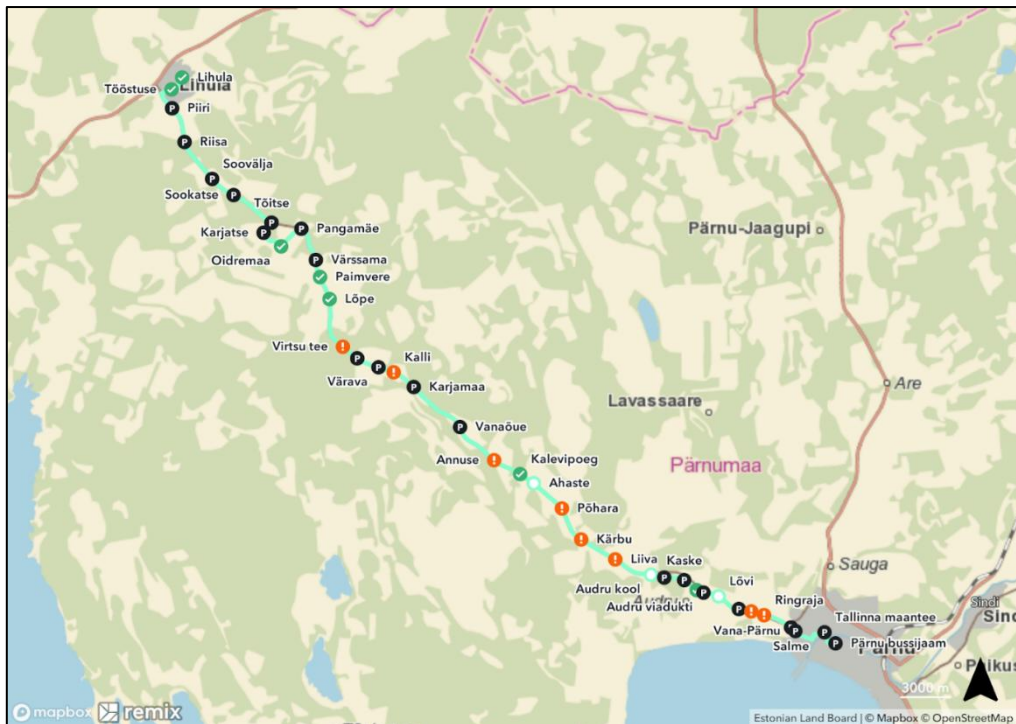 Lihula
Lihula
Tööstuse
Piiri
Riisa
Soovälja
Sookatse
Tõitse
Karjatse
Pangamäe
Pärnu-Jaagupi
Oidremaa
Värssama
Paimvere
Lõpe
Virtsu tee
Kalli
Värava
Karjamaa
Are
Lavassaare
Vanaõue
Annuse
Kalevipoeg
Pärnumaa
Ahaste
Põhara
Kärbu
Liiva
Kaske
Sauga
Audru kool
Lõvi
Audru viadukti
Ringraja
Sindi
Vana-Pärnu
Tallinna maantee
Salme
Pärnu bussijaam
3000 m
mapbox remix
Estonian Land Board | © Mapbox © OpenStreetMap